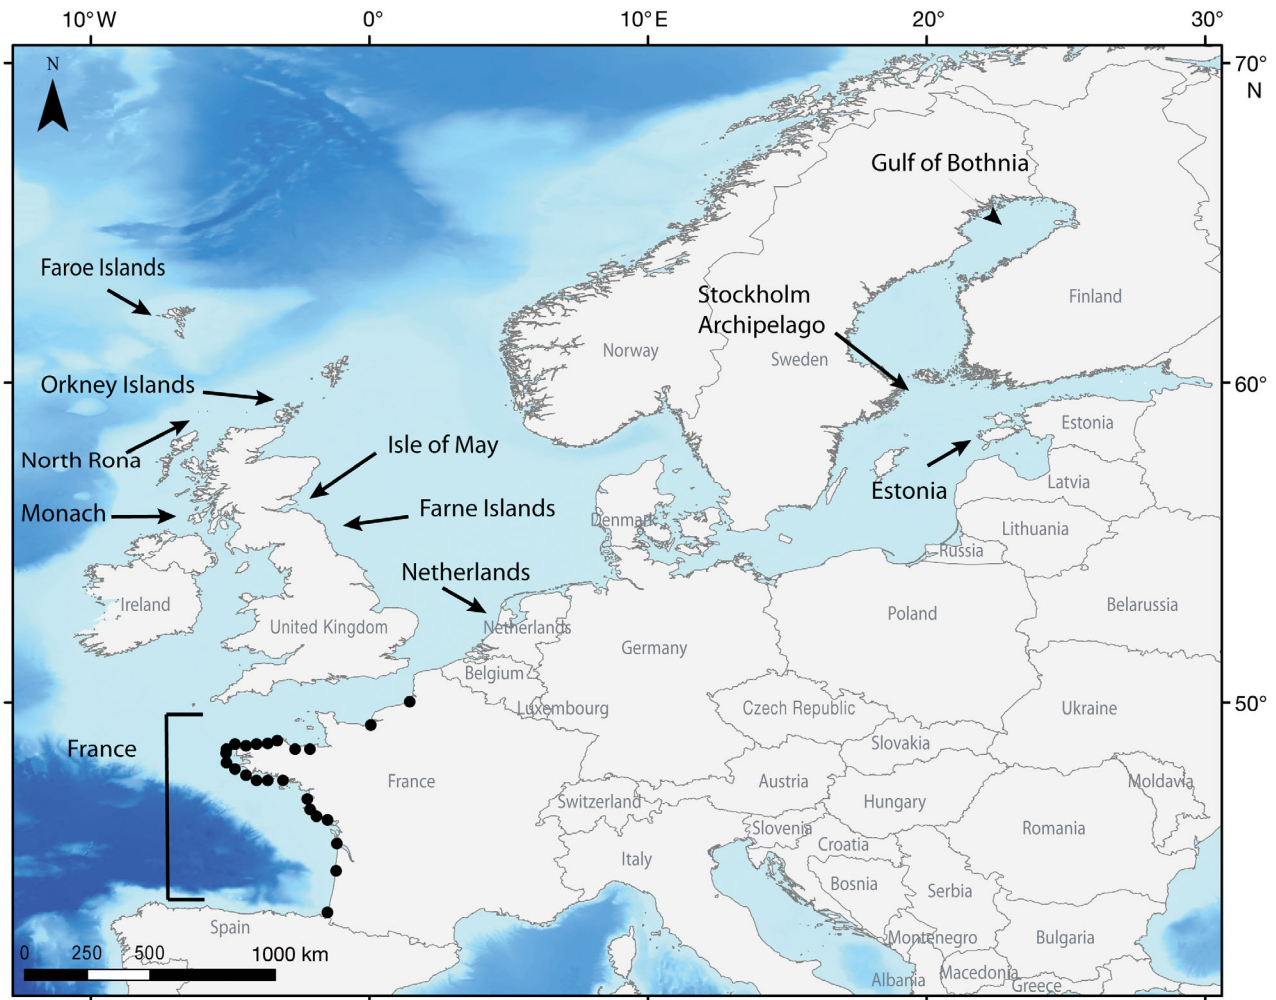 10°W 0° 10°E 20° 30°
N
70°
N
Gulf of Bothnia
Faroe Islands
Stockholm
Archipelago
Finland
Norway
Sweden
Orkney Islands
60°
Isle of May
Estonia
North Rona
Estonia
Latvia
Monach
Farne Islands
Denmark
Lithuania
Russia
Netherlands
Ireland
United Kingdom
Netherlands
Poland
Belarussia
Germany
Belgium
Luxembourg
Czech Republic
Ukraine
50°
France
Slovakia
France
Austria
Moldavia
Switzerland
Hungary
Slovenia
Romania
Croatia
Italy
Bosnia
Serbia
Spain
Montenegro
Bulgaria
0 250 500 1000 km
Albania
Macedonia
Greece